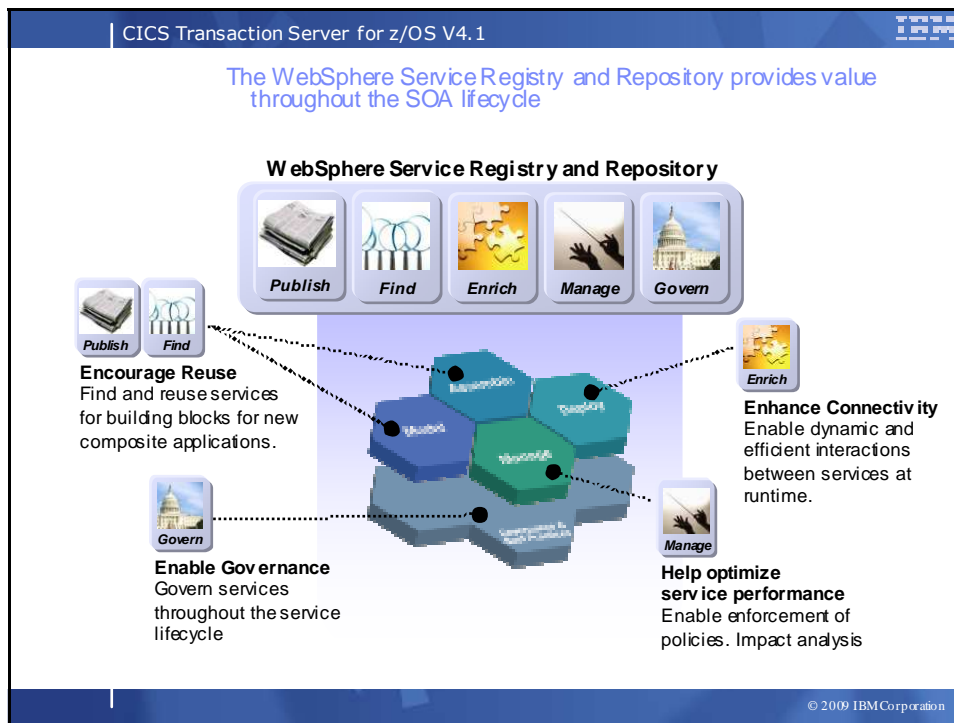 CICS Transaction Server for z/OS V4.1
IBM
The WebSphere Service Registry and Repository provides value
throughout the SOA lifecycle
WebSphere Service Registry and Repository
Publish
Find
Enrich
Manage
Govern
Publish
Find
Encourage Reuse
Find and reuse services
for building blocks for new
composite applications.
Enrich
Enhance Connectivity
Enable dynamic and
efficient interactions
between services at
runtime.
Govern
Enable Governance
Govern services
throughout the service
lifecycle
Manage
Help optimize
service performance
Enable enforcement of
policies. Impact analysis
© 2009 IBM Corporation